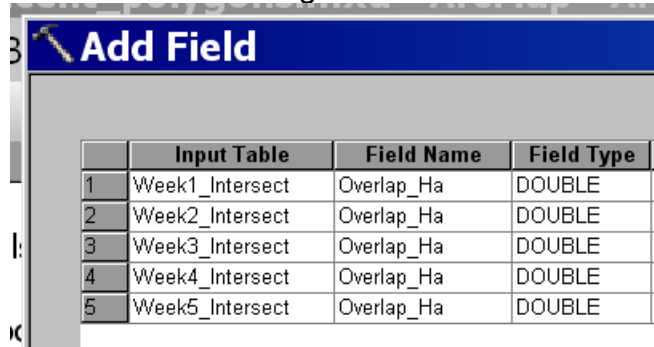 Add Field
Input Table Field Name Field Type
1 Week1_Intersect Overlap_Ha DOUBLE
2 Week2_Intersect Overlap_Ha DOUBLE
3 Week3_Intersect Overlap_Ha DOUBLE
4 Week4_Intersect Overlap_Ha DOUBLE
5 Week5_Intersect Overlap_Ha DOUBLE